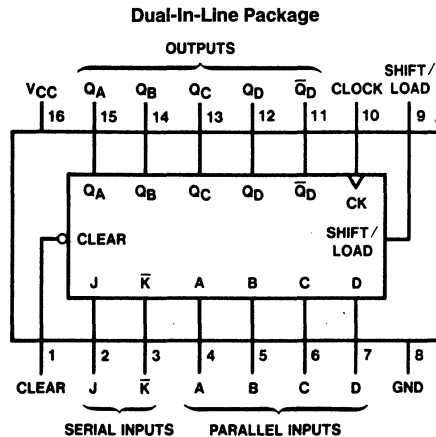 Dual-In-Line Package
OUTPUTS
VCC QA QB QC QD Q̅D CLOCK SHIFT/
LOAD
16 15 14 13 12 11 10 9
QA QB QC QD Q̅D CK
CLEAR SHIFT/
LOAD
J K̅ A B C D
1 2 3 4 5 6 7 8
CLEAR J K̅ A B C D GND
SERIAL INPUTS PARALLEL INPUTS